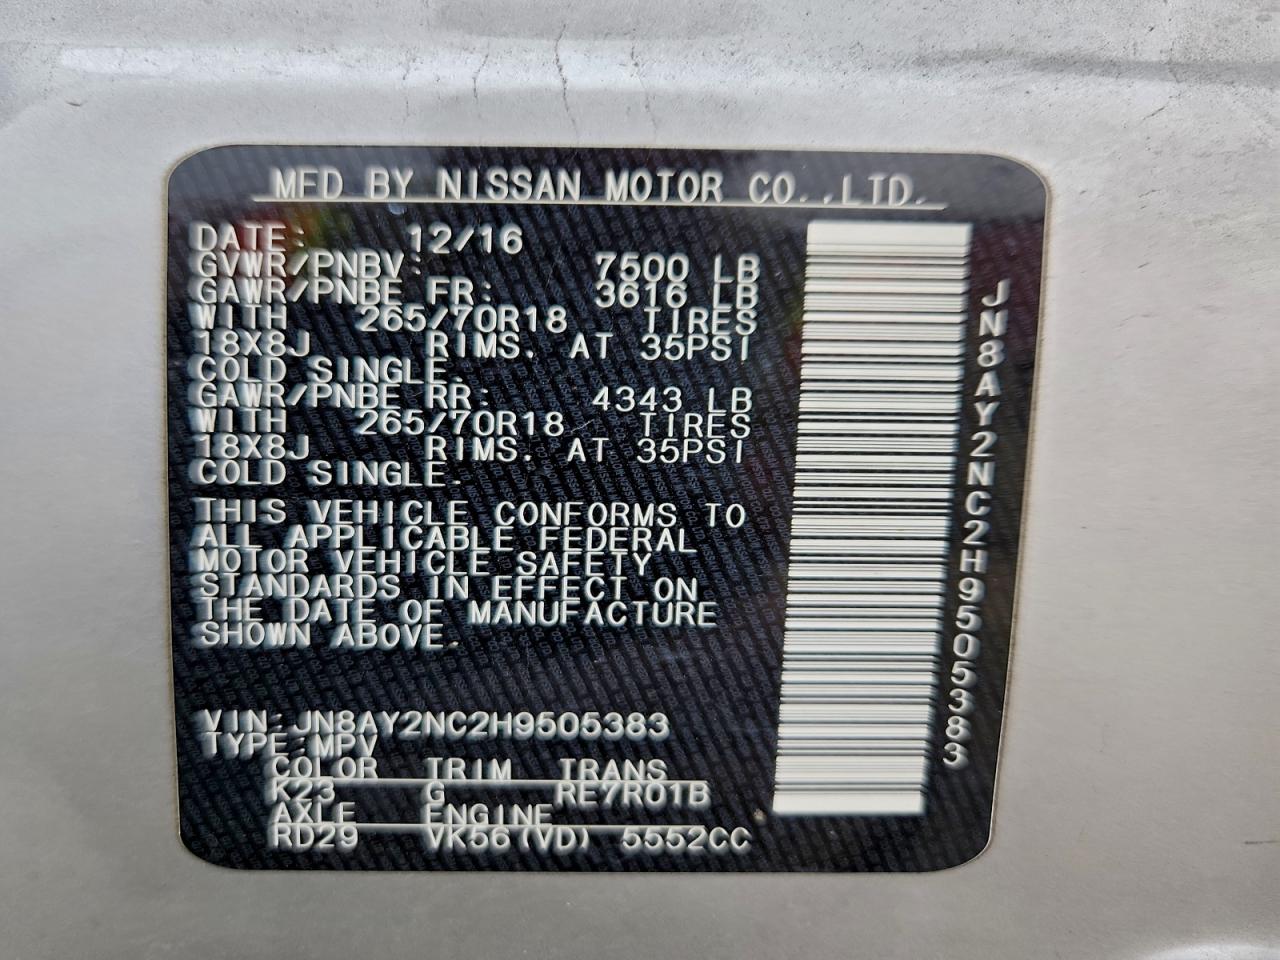 MFD BY NISSAN MOTOR CO.,LTD.
DATE: 12/16
GVWR/PNBV: 7500 LB
GAWR/PNBE FR: 3616 LB
WITH 265/70R18 TIRES
18X8J RIMS. AT 35PSI
COLD SINGLE.
GAWR/PNBE RR: 4343 LB
WITH 265/70R18 TIRES
18X8J RIMS. AT 35PSI
COLD SINGLE.
THIS VEHICLE CONFORMS TO
ALL APPLICABLE FEDERAL
MOTOR VEHICLE SAFETY
STANDARDS IN EFFECT ON
THE DATE OF MANUFACTURE
SHOWN ABOVE.
VIN:JN8AY2NC2H9505383
TYPE:MPV
COLOR TRIM TRANS
K23 G RE7R01B
AXLE ENGINE
RD29 VK56(VD) 5552CC
JN8AY2NC2H9505383